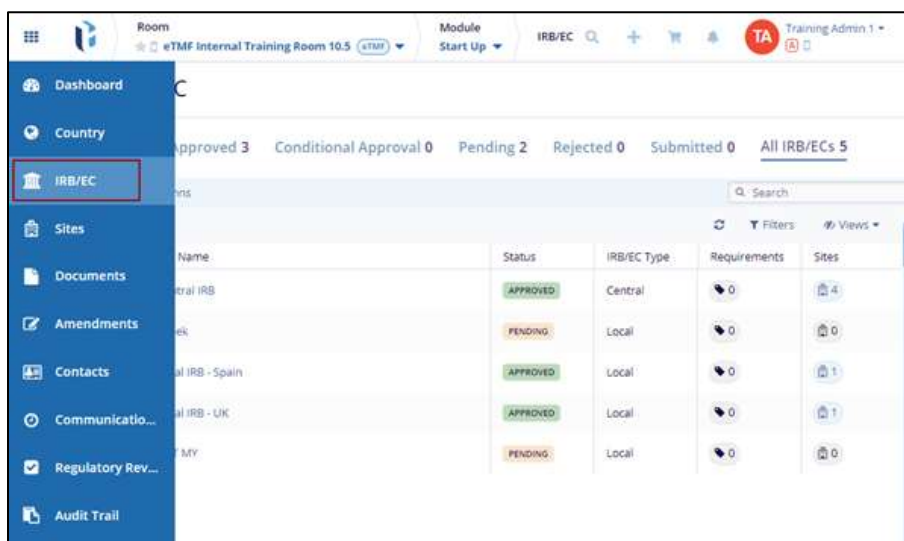 Room
eTMF Internal Training Room 10.5 eTMF
Module
Start Up
IRB/EC
TA
Training Admin 1
A
Dashboard
Country
IRB/EC
Sites
Documents
Amendments
Contacts
Communicatio...
Regulatory Rev...
Audit Trail
C
Approved 3 Conditional Approval 0 Pending 2 Rejected 0 Submitted 0 All IRB/ECs 5
Search
Filters Views
Name Status IRB/EC Type Requirements Sites
tral IRB APPROVED Central 0 4
ek PENDING Local 0 0
al IRB - Spain APPROVED Local 0 1
al IRB - UK APPROVED Local 0 1
MY PENDING Local 0 0